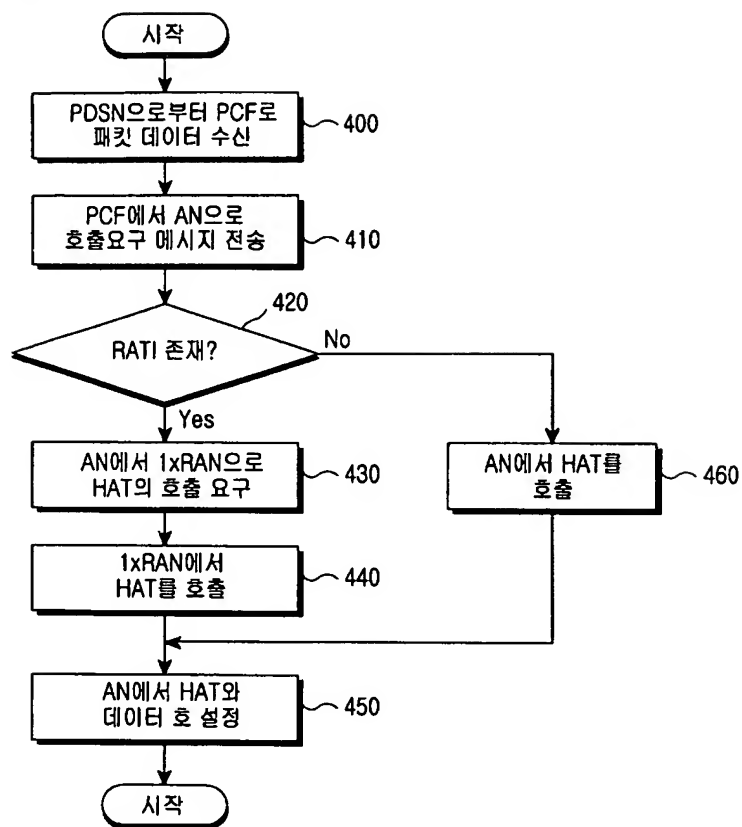 시작
PDSN으로부터 PCF로
패킷 데이터 수신
400
PCF에서 AN으로
호출요구 메시지 전송
410
420
RATI 존재?
No
Yes
AN에서 1xRAN으로
HAT의 호출 요구
430
AN에서 HAT를
호출
460
1xRAN에서
HAT를 호출
440
AN에서 HAT와
데이터 호 설정
450
시작